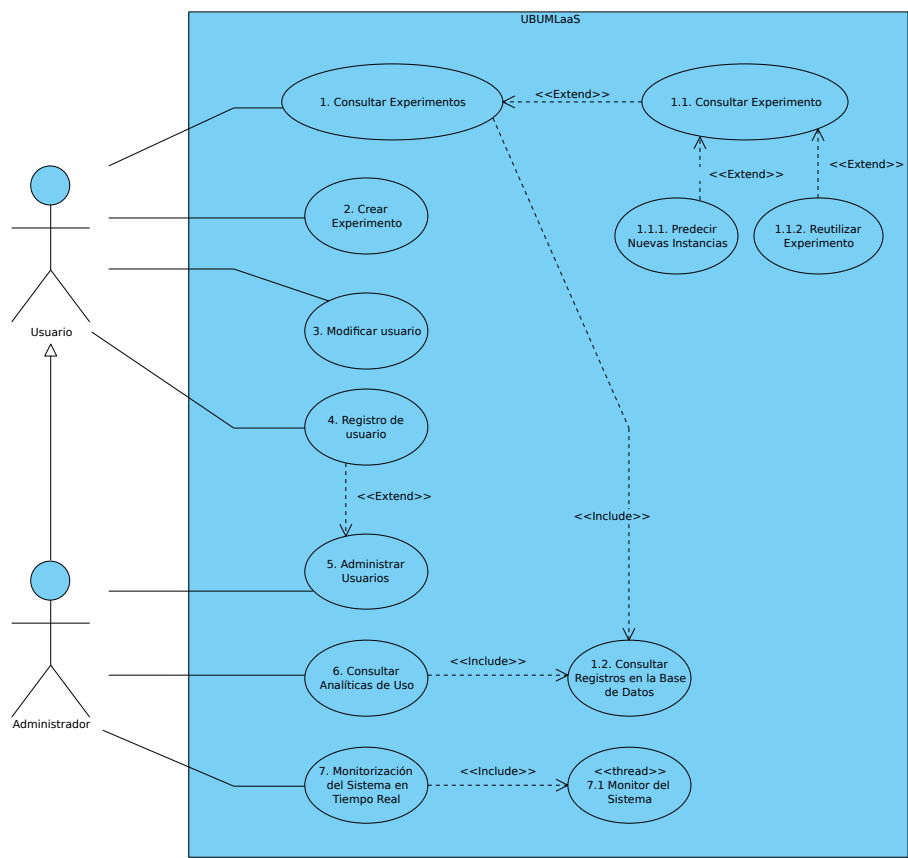 UBUMLaaS
1. Consultar Experimentos
<<Extend>>
1.1. Consultar Experimento
<<Extend>>
<<Extend>>
1.1.1. Predecir
Nuevas Instancias
1.1.2. Reutilizar
Experimento
2. Crear
Experimento
Usuario
3. Modificar usuario
4. Registro de
usuario
<<Extend>>
<<Include>>
5. Administrar
Usuarios
6. Consultar
Analíticas de Uso
<<Include>>
1.2. Consultar
Registros en la Base
de Datos
Administrador
7. Monitorización
del Sistema en
Tiempo Real
<<Include>>
<<thread>>
7.1 Monitor del
Sistema